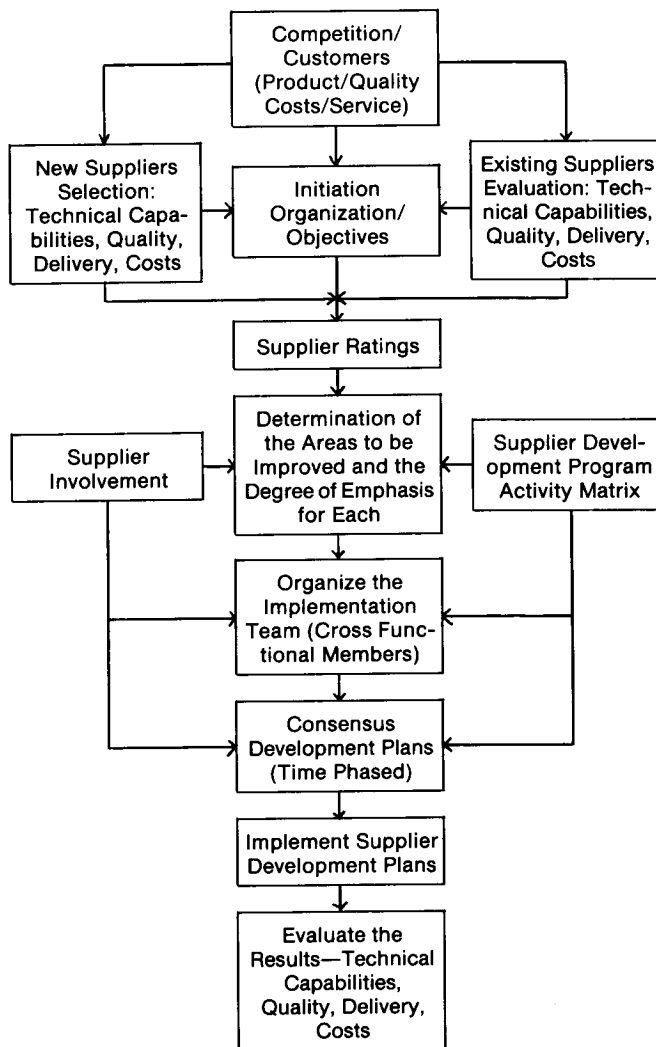 Competition/
Customers
(Product/Quality
Costs/Service)
New Suppliers
Selection:
Technical Capa-
bilities, Quality,
Delivery, Costs
Initiation
Organization/
Objectives
Existing Suppliers
Evaluation: Tech-
nical Capabilities,
Quality, Delivery,
Costs
Supplier Ratings
Supplier
Involvement
Determination of
the Areas to be
Improved and the
Degree of Emphasis
for Each
Supplier Devel-
opment Program
Activity Matrix
Organize the
Implementation
Team (Cross Func-
tional Members)
Consensus
Development Plans
(Time Phased)
Implement Supplier
Development Plans
Evaluate the
Results—Technical
Capabilities,
Quality, Delivery,
Costs